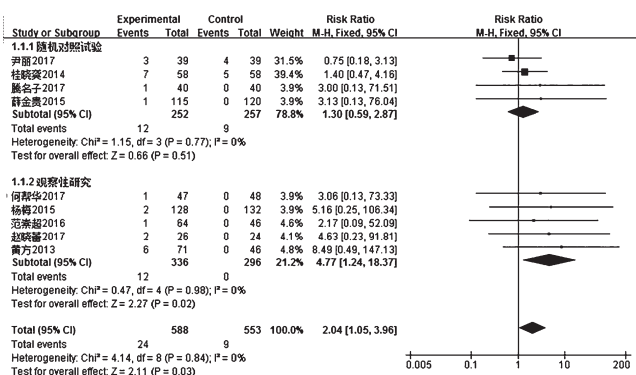 Experimental Control Risk Ratio Risk Ratio
Study or Subgroup Events Total Events Total Weight M-H, Fixed, 95% CI M-H, Fixed, 95% CI
1.1.1 随机对照试验
尹丽2017 3 39 4 39 31.5% 0.75 [0.18, 3.13]
桂晓龚2014 7 58 5 58 39.4% 1.40 [0.47, 4.16]
腾名子2017 1 40 0 40 4.0% 3.00 [0.13, 71.51]
薛金贵2015 1 115 0 120 3.9% 3.13 [0.13, 76.04]
Subtotal (95% CI) 252 257 78.8% 1.30 [0.59, 2.87]
Total events 12 9
Heterogeneity: Chi² = 1.15, df = 3 (P = 0.77); I² = 0%
Test for overall effect: Z = 0.66 (P = 0.51)
1.1.2 观察性研究
何帮华2017 1 47 0 48 3.9% 3.06 [0.13, 73.33]
杨梅2015 2 128 0 132 3.9% 5.16 [0.25, 106.34]
范崇超2016 1 64 0 46 4.6% 2.17 [0.09, 52.09]
赵晓蕾2017 2 26 0 24 4.1% 4.63 [0.23, 91.81]
黄方2013 6 71 0 46 4.8% 8.49 [0.49, 147.13]
Subtotal (95% CI) 336 296 21.2% 4.77 [1.24, 18.37]
Total events 12 0
Heterogeneity: Chi² = 0.47, df = 4 (P = 0.98); I² = 0%
Test for overall effect: Z = 2.27 (P = 0.02)
Total (95% CI) 588 553 100.0% 2.04 [1.05, 3.96]
Total events 24 9
Heterogeneity: Chi² = 4.14, df = 8 (P = 0.84); I² = 0%
Test for overall effect: Z = 2.11 (P = 0.03)
0.005 0.1 1 10 200